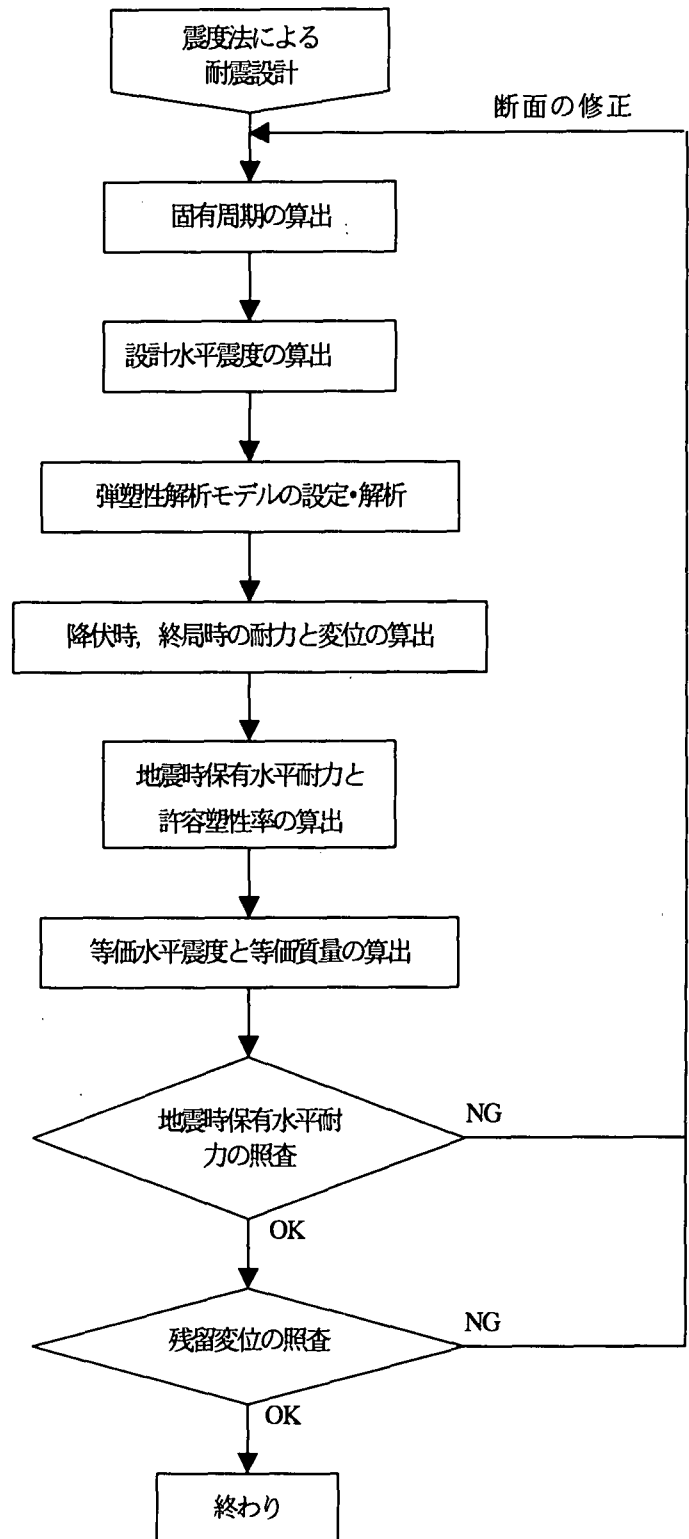 震度法による
耐震設計
断面の修正
固有周期の算出
設計水平震度の算出
弾塑性解析モデルの設定・解析
降伏時，終局時の耐力と変位の算出
地震時保有水平耐力と
許容塑性率の算出
等価水平震度と等価質量の算出
地震時保有水平耐
力の照査
NG
OK
残留変位の照査
NG
OK
終わり